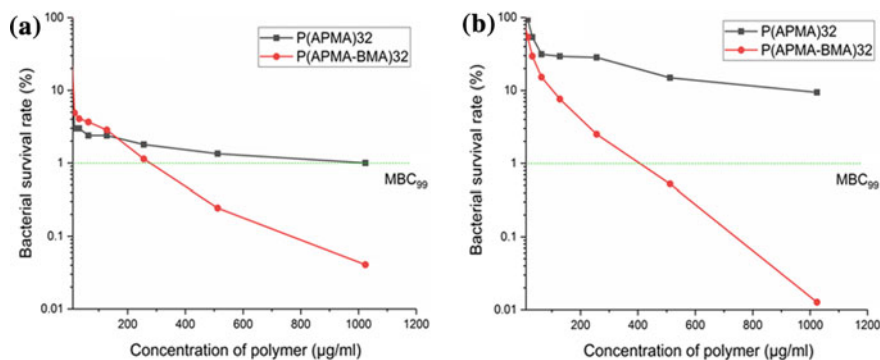 (a)
P(APMA)32
P(APMA-BMA)32
Bacterial survival rate (%)
100
10
1
0.1
0.01
MBC99
200 400 600 800 1000 1200
Concentration of polymer (µg/ml)
(b)
P(APMA)32
P(APMA-BMA)32
Bacterial survival rate (%)
100
10
1
0.1
0.01
MBC99
0 200 400 600 800 1000 1200
Concentration of polymer (µg/ml)